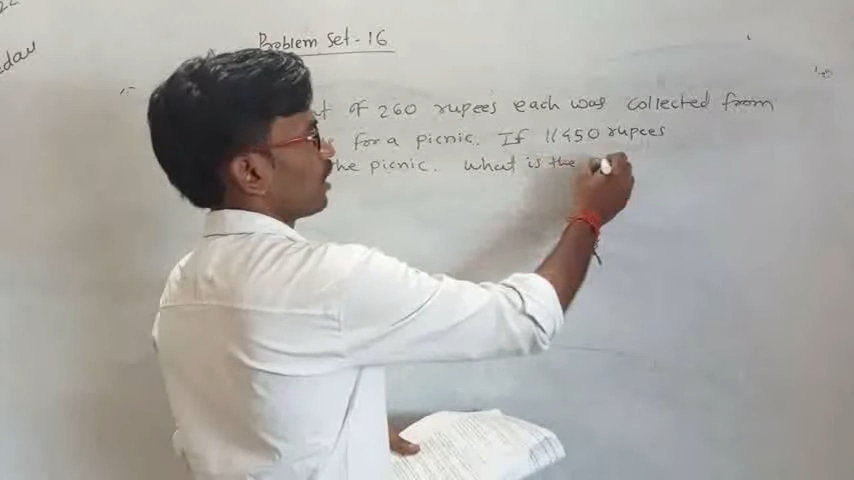 Problem Set - 16
of 260 rupees each was collected from
for a picnic. If 11450 rupees
the picnic. What is the